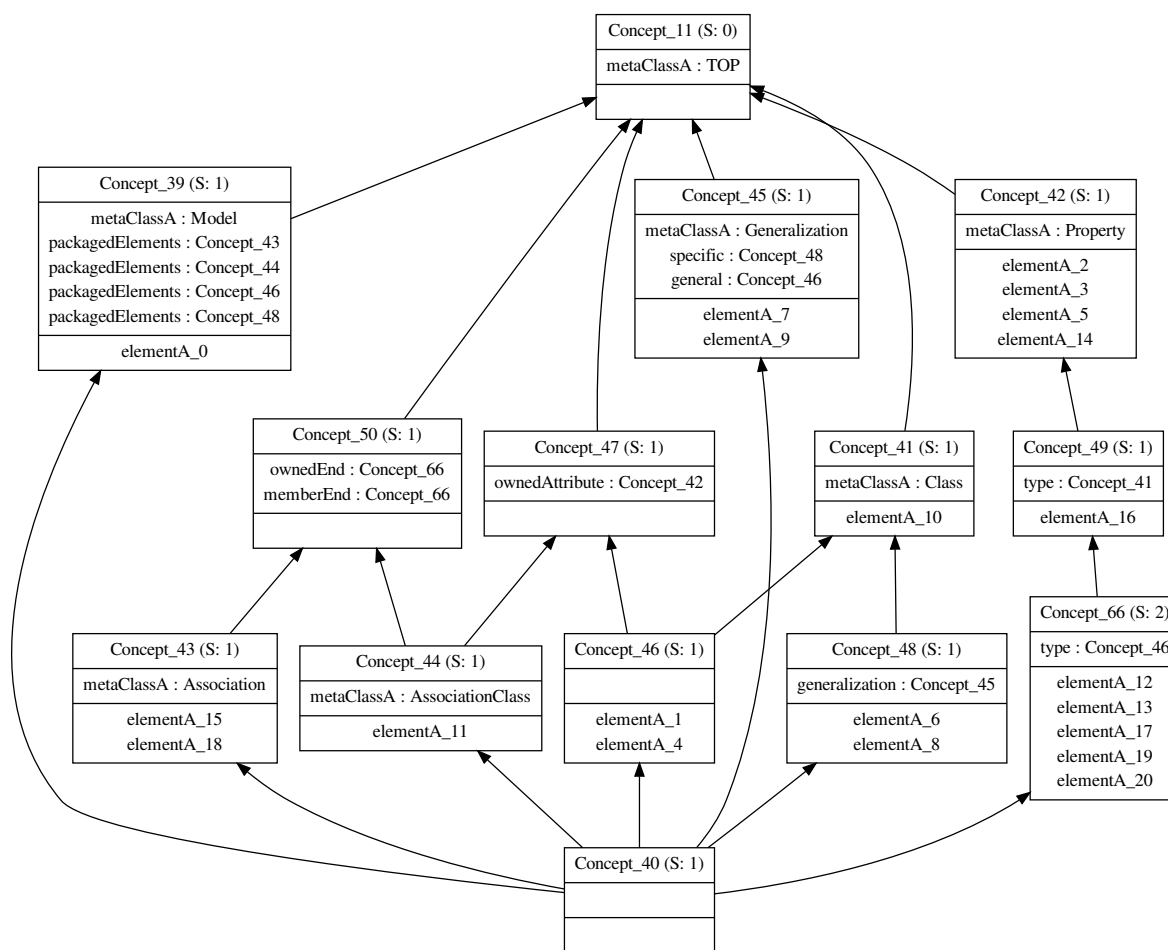 Concept_11 (S: 0)
metaClassA : TOP
Concept_39 (S: 1)
metaClassA : Model
packagedElements : Concept_43
packagedElements : Concept_44
packagedElements : Concept_46
packagedElements : Concept_48
elementA_0
Concept_45 (S: 1)
metaClassA : Generalization
specific : Concept_48
general : Concept_46
elementA_7
elementA_9
Concept_42 (S: 1)
metaClassA : Property
elementA_2
elementA_3
elementA_5
elementA_14
Concept_50 (S: 1)
ownedEnd : Concept_66
memberEnd : Concept_66
Concept_47 (S: 1)
ownedAttribute : Concept_42
Concept_41 (S: 1)
metaClassA : Class
elementA_10
Concept_49 (S: 1)
type : Concept_41
elementA_16
Concept_43 (S: 1)
metaClassA : Association
elementA_15
elementA_18
Concept_44 (S: 1)
metaClassA : AssociationClass
elementA_11
Concept_46 (S: 1)
elementA_1
elementA_4
Concept_48 (S: 1)
generalization : Concept_45
elementA_6
elementA_8
Concept_66 (S: 2)
type : Concept_46
elementA_12
elementA_13
elementA_17
elementA_19
elementA_20
Concept_40 (S: 1)